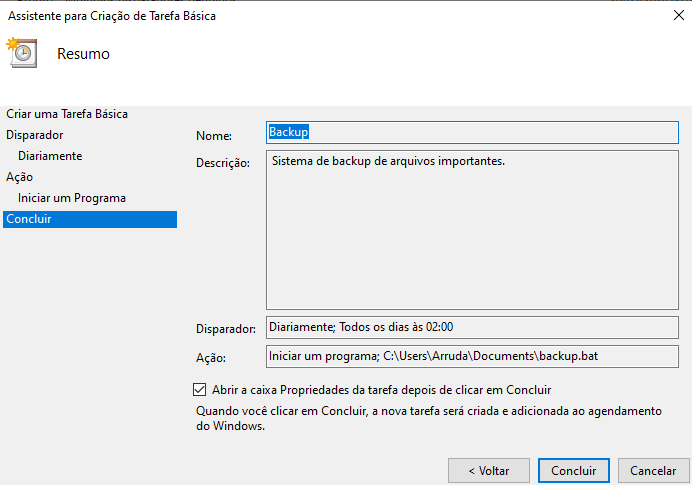 Assistente para Criação de Tarefa Básica
Resumo
Criar uma Tarefa Básica
Disparador
Diariamente
Ação
Iniciar um Programa
Concluir
Nome:
Backup
Descrição:
Sistema de backup de arquivos importantes.
Disparador:
Diariamente; Todos os dias às 02:00
Ação:
Iniciar um programa; C:\Users\Arruda\Documents\backup.bat
Abrir a caixa Propriedades da tarefa depois de clicar em Concluir
Quando você clicar em Concluir, a nova tarefa será criada e adicionada ao agendamento
do Windows.
< Voltar
Concluir
Cancelar